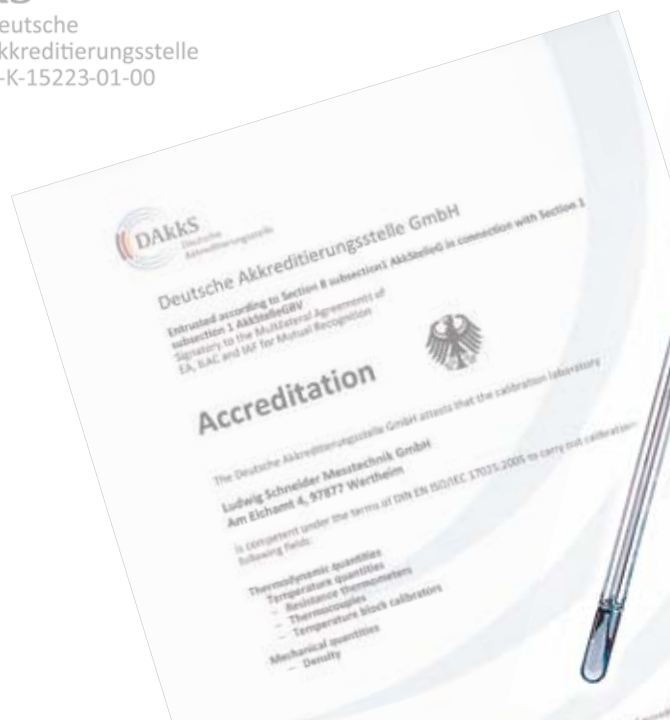 eutsche
kkreditierungsstelle
-K-15223-01-00
DAkkS
Deutsche
Akkreditierungsstelle
Deutsche Akkreditierungsstelle GmbH
Entrusted according to Section 8 subsection1 AkkStelleG in connection with Section 1
subsection 1 AkkStelleGBV
Signatory to the Multilateral Agreements of
EA, ILAC and IAF for Mutual Recognition
Accreditation
The Deutsche Akkreditierungsstelle GmbH attests that the calibration laboratory
Ludwig Schneider Messtechnik GmbH
Am Eichamt 4, 97877 Wertheim
is competent under the terms of DIN EN ISO/IEC 17025:2005 to carry out calibration
following fields:
Thermodynamic quantities
Temperature quantities
– Resistance thermometers
– Thermocouples
– Temperature block calibrators
Mechanical quantities
– Density